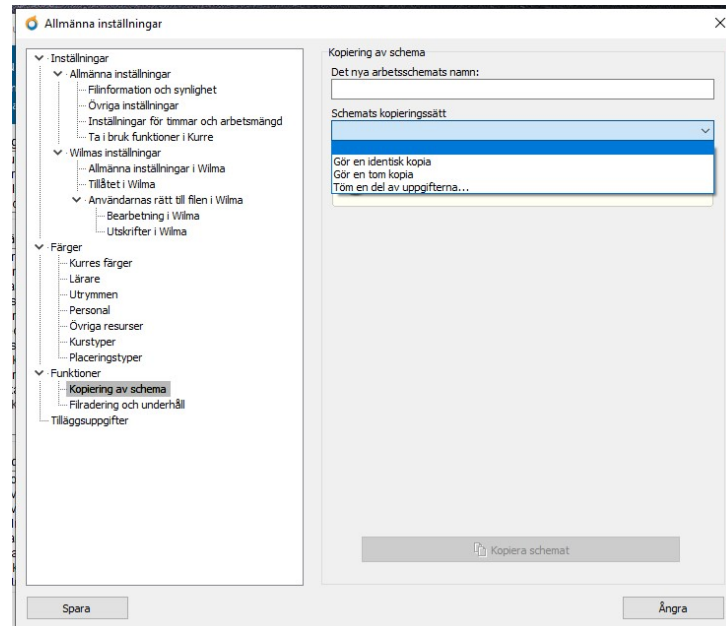 Allmänna inställningar
Inställningar
Allmänna inställningar
Filinformation och synlighet
Övriga inställningar
Inställningar för timmar och arbetsmängd
Ta i bruk funktioner i Kurre
Wilmas inställningar
Allmänna inställningar i Wilma
Tillåtet i Wilma
Användarnas rätt till filen i Wilma
Bearbetning i Wilma
Utskrifter i Wilma
Färger
Kurres färger
Lärare
Utrymmen
Personal
Övriga resurser
Kurstyper
Placeringstyper
Funktioner
Kopiering av schema
Filradering och underhåll
Tilläggsuppgifter
Kopiering av schema
Det nya arbetsschemats namn:
Schemats kopieringssätt
Gör en identisk kopia
Gör en tom kopia
Töm en del av uppgifterna...
Kopiera schemat
Spara
Ångra